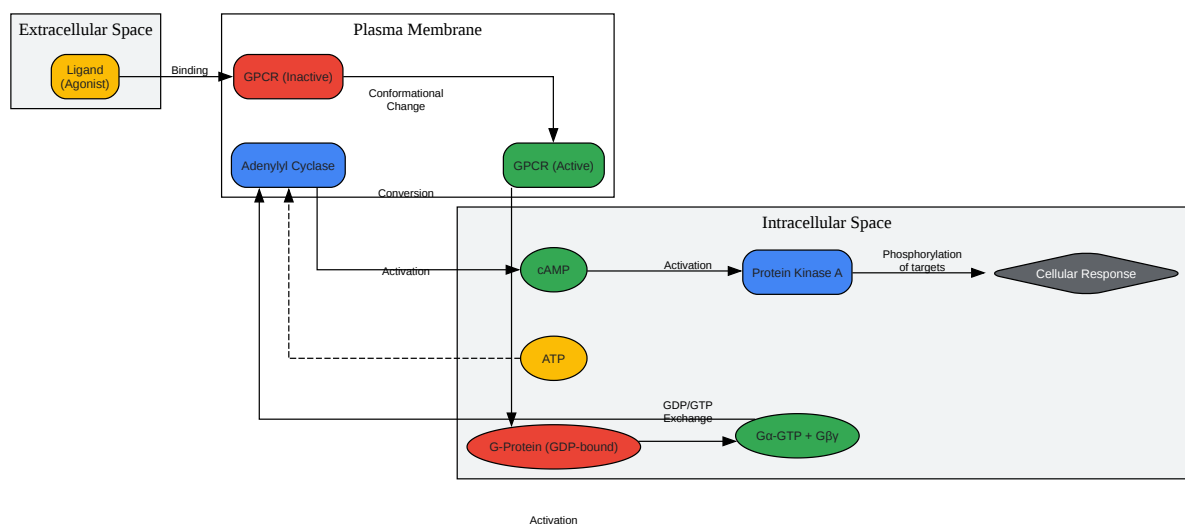 Extracellular Space
Plasma Membrane
Ligand
(Agonist)
Binding
GPCR (Inactive)
Conformational
Change
Adenylyl Cyclase
GPCR (Active)
Conversion
Intracellular Space
Activation
cAMP
Activation
Protein Kinase A
Phosphorylation
of targets
Cellular Response
ATP
GDP/GTP
Exchange
G-Protein (GDP-bound)
Gα-GTP + Gβγ
Activation